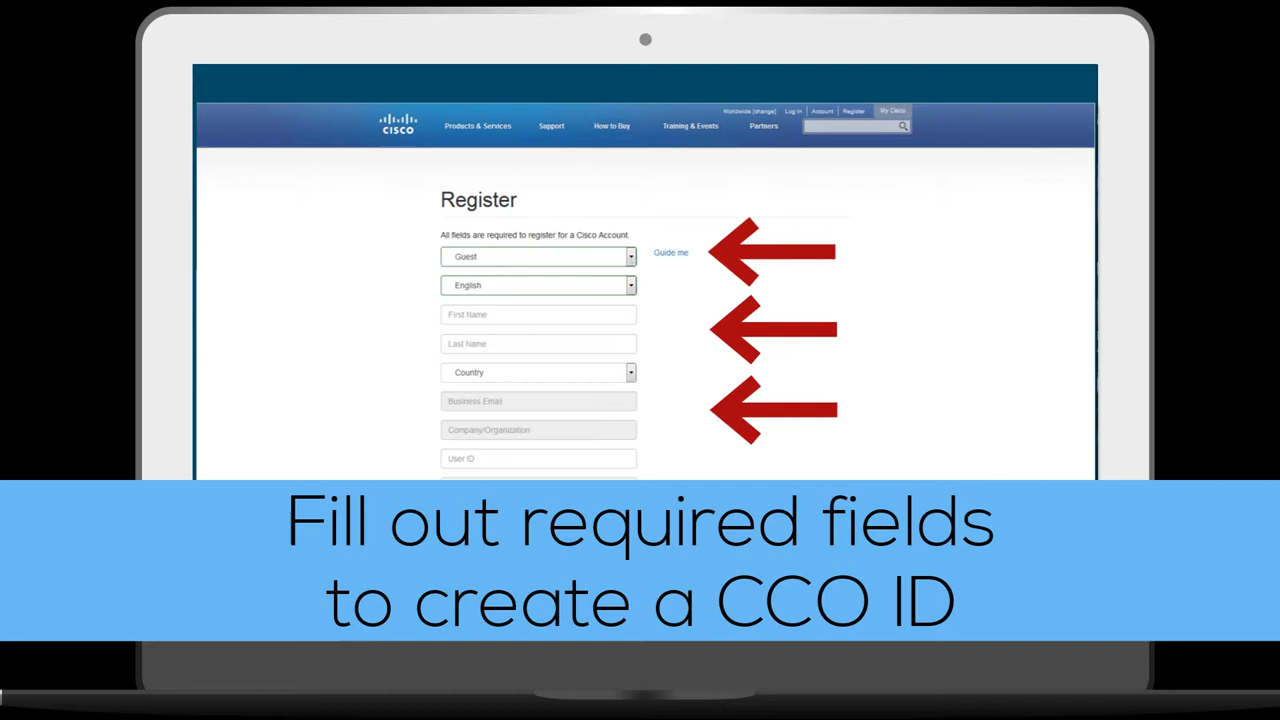 Worldwide [change] Log In Account Register My Cisco
CISCO Products & Services Support How to Buy Training & Events Partners
Register
All fields are required to register for a Cisco Account.
Guest Guide me
English
First Name
Last Name
Country
Business Email
Company/Organization
User ID
Fill out required fields
to create a CCO ID